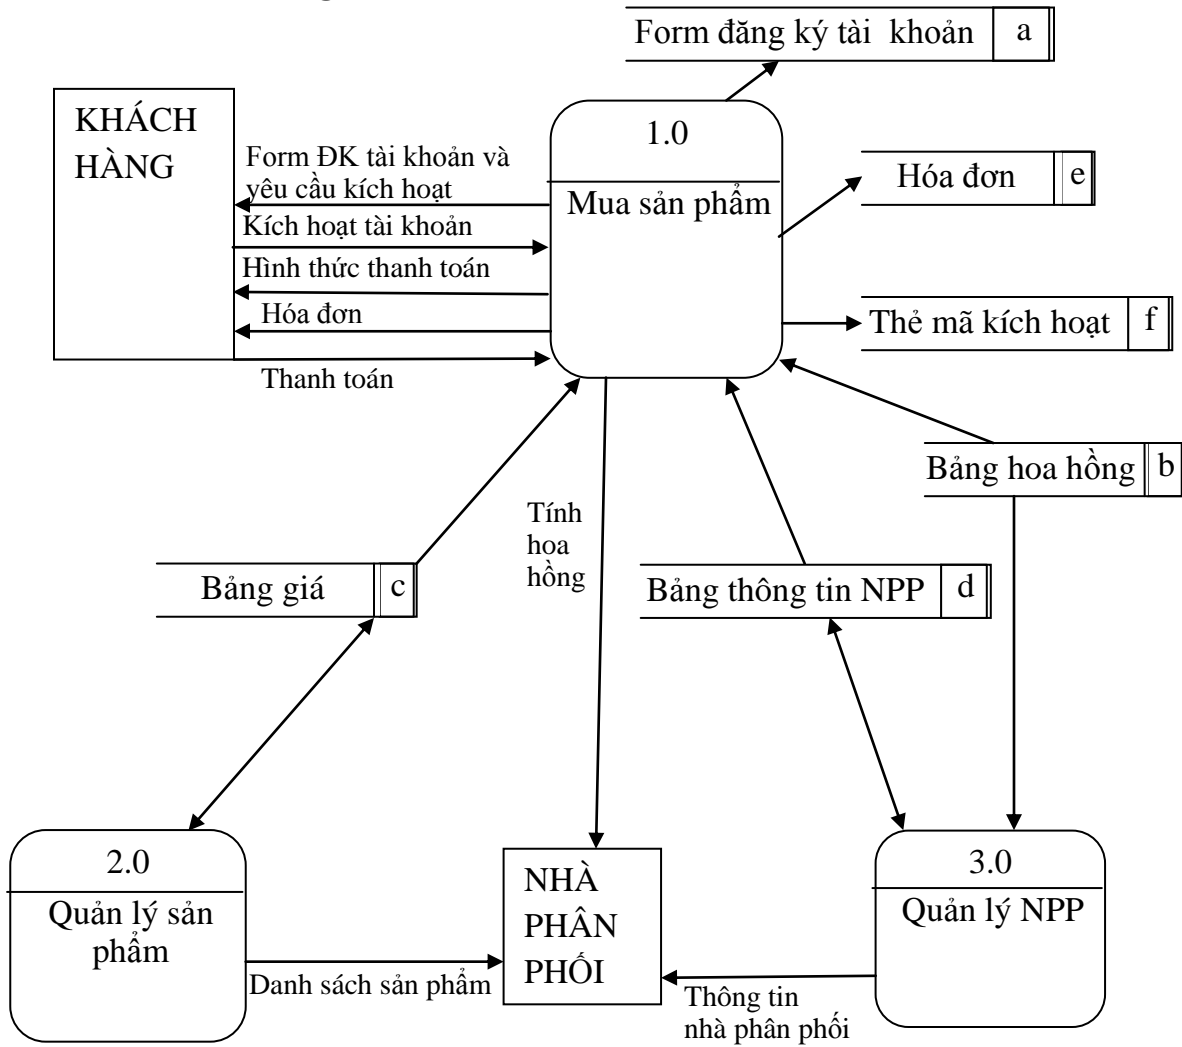 Form đăng ký tài khoản a
KHÁCH
HÀNG
1.0
Mua sản phẩm
Form ĐK tài khoản và
yêu cầu kích hoạt
Kích hoạt tài khoản
Hình thức thanh toán
Hóa đơn
Thanh toán
Hóa đơn e
Thẻ mã kích hoạt f
Bảng hoa hồng b
Tính
hoa
hồng
Bảng giá c
Bảng thông tin NPP d
2.0
Quản lý sản
phẩm
Danh sách sản phẩm
NHÀ
PHÂN
PHỐI
3.0
Quản lý NPP
Thông tin
nhà phân phối